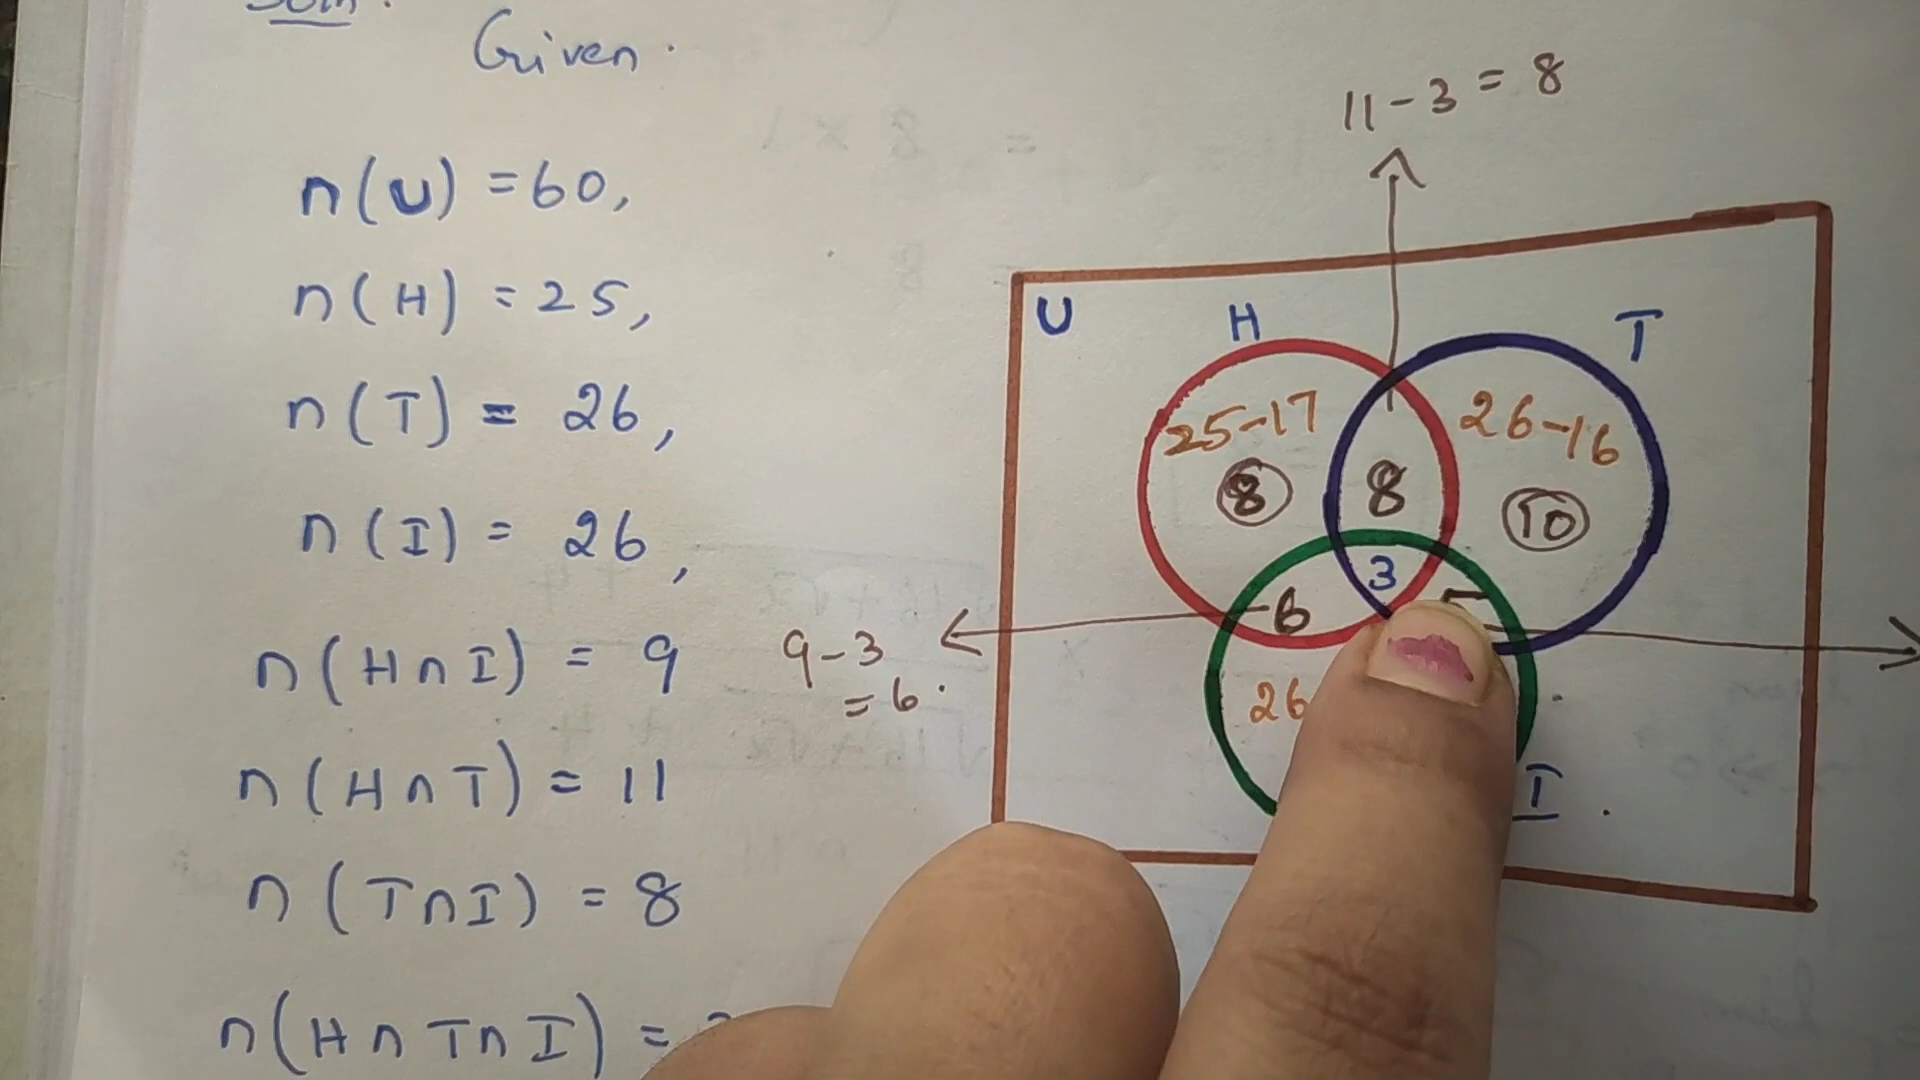 Soln.
Given.
n(U) = 60,
n(H) = 25,
n(T) = 26,
n(I) = 26,
n(H∩I) = 9
n(H∩T) = 11
n(T∩I) = 8
n(H∩T∩I) =
11-3 = 8
U
H
T
25-17
26-16
8
8
10
3
6
9-3
= 6.
26
I.